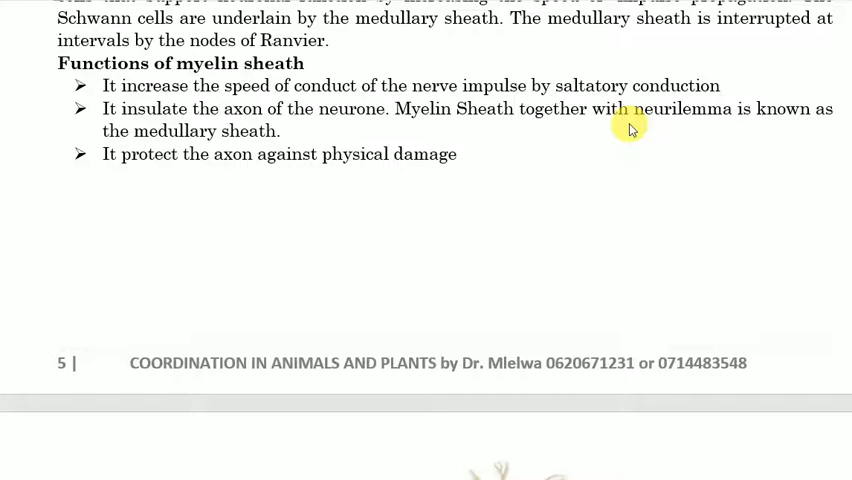 Schwann cells are underlain by the medullary sheath. The medullary sheath is interrupted at
intervals by the nodes of Ranvier.
Functions of myelin sheath
➤ It increase the speed of conduct of the nerve impulse by saltatory conduction
➤ It insulate the axon of the neurone. Myelin Sheath together with neurilemma is known as
the medullary sheath.
➤ It protect the axon against physical damage
5 | COORDINATION IN ANIMALS AND PLANTS by Dr. Mlelwa 0620671231 or 0714483548